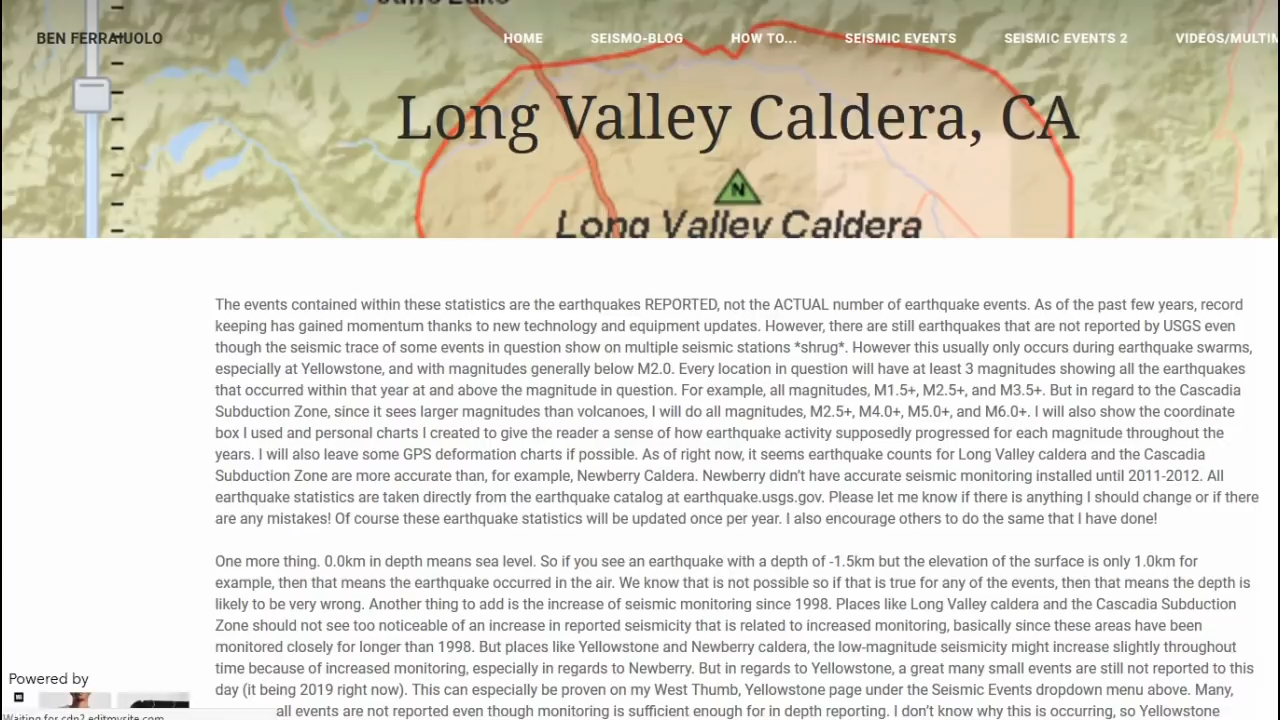 BEN FERRAIUOLO
HOME
SEISMO-BLOG
HOW TO...
SEISMIC EVENTS
SEISMIC EVENTS 2
Long Valley Caldera, CA
N
Long Valley Caldera
The events contained within these statistics are the earthquakes REPORTED, not the ACTUAL number of earthquake events. As of the past few years, record
keeping has gained momentum thanks to new technology and equipment updates. However, there are still earthquakes that are not reported by USGS even
though the seismic trace of some events in question show on multiple seismic stations *shrug*. However this usually only occurs during earthquake swarms,
especially at Yellowstone, and with magnitudes generally below M2.0. Every location in question will have at least 3 magnitudes showing all the earthquakes
that occurred within that year at and above the magnitude in question. For example, all magnitudes, M1.5+, M2.5+, and M3.5+. But in regard to the Cascadia
Subduction Zone, since it sees larger magnitudes than volcanoes, I will do all magnitudes, M2.5+, M4.0+, M5.0+, and M6.0+. I will also show the coordinate
box I used and personal charts I created to give the reader a sense of how earthquake activity supposedly progressed for each magnitude throughout the
years. I will also leave some GPS deformation charts if possible. As of right now, it seems earthquake counts for Long Valley caldera and the Cascadia
Subduction Zone are more accurate than, for example, Newberry Caldera. Newberry didn't have accurate seismic monitoring installed until 2011-2012. All
earthquake statistics are taken directly from the earthquake catalog at earthquake.usgs.gov. Please let me know if there is anything I should change or if there
are any mistakes! Of course these earthquake statistics will be updated once per year. I also encourage others to do the same that I have done!
One more thing. 0.0km in depth means sea level. So if you see an earthquake with a depth of -1.5km but the elevation of the surface is only 1.0km for
example, then that means the earthquake occurred in the air. We know that is not possible so if that is true for any of the events, then that means the depth is
likely to be very wrong. Another thing to add is the increase of seismic monitoring since 1998. Places like Long Valley caldera and the Cascadia Subduction
Zone should not see too noticeable of an increase in reported seismicity that is related to increased monitoring, basically since these areas have been
monitored closely for longer than 1998. But places like Yellowstone and Newberry caldera, the low-magnitude seismicity might increase slightly throughout
time because of increased monitoring, especially in regards to Newberry. But in regards to Yellowstone, a great many small events are still not reported to this
day (it being 2019 right now). This can especially be proven on my West Thumb, Yellowstone page under the Seismic Events dropdown menu above. Many,
all events are not reported even though monitoring is sufficient enough for in depth reporting. I don't know why this is occurring, so Yellowstone
Powered by
Waiting for cdn2.editmysite.com